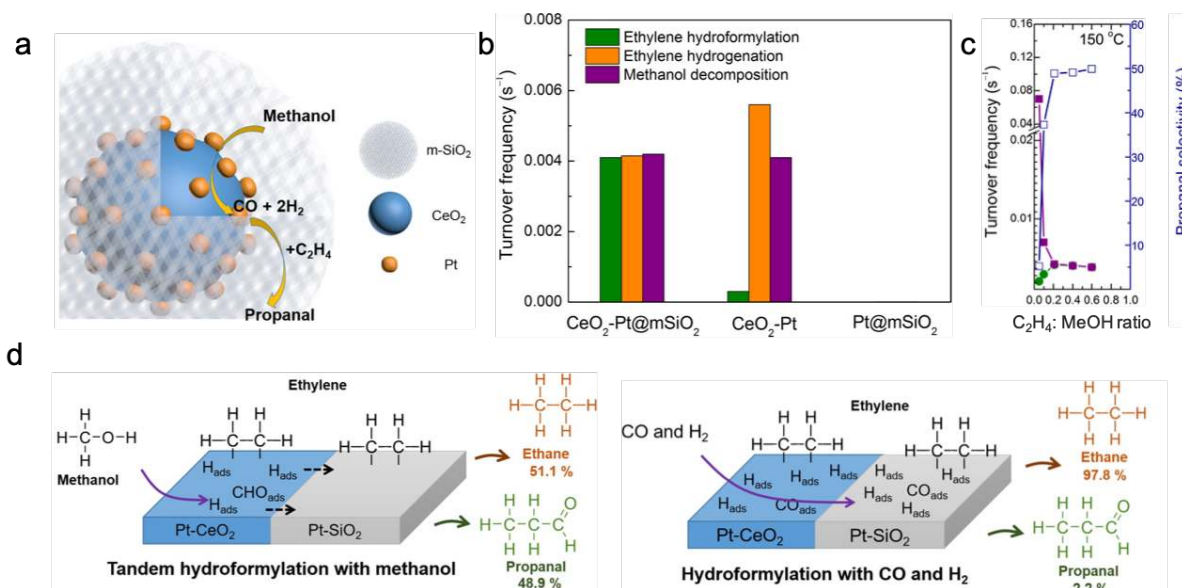 a
Methanol
CO + 2H2
+C2H4
Propanal
m-SiO2
CeO2
Pt
b
0.008
0.006
0.004
0.002
0.000
Turnover frequency (s⁻¹)
Ethylene hydroformylation
Ethylene hydrogenation
Methanol decomposition
CeO2-Pt@mSiO2
CeO2-Pt
Pt@mSiO2
c
150 °C
0.16
0.12
0.08
0.04
0.02
0.01
Turnover frequency (s⁻¹)
60
50
40
30
20
10
Propanal selectivity (%)
0.0 0.2 0.4 0.6 0.8 1.0
C2H4: MeOH ratio
d
Ethylene
H
H C O H
H
Methanol
H H
H C C H
H H
H C C H
Hads
Hads
CHOads
Hads
Pt-CeO2
Pt-SiO2
H H
H C C H
H H
Ethane
51.1 %
H H O
H C C C
H H H
Propanal
48.9 %
Tandem hydroformylation with methanol
Ethylene
CO and H2
H H
H C C H
H H
H C C H
Hads
Hads
Hads
Hads
COads
Hads
COads
Hads
COads
Hads
Pt-CeO2
Pt-SiO2
H H
H C C H
H H
Ethane
97.8 %
H H O
H C C C
H H H
Propanal
Hydroformylation with CO and H2